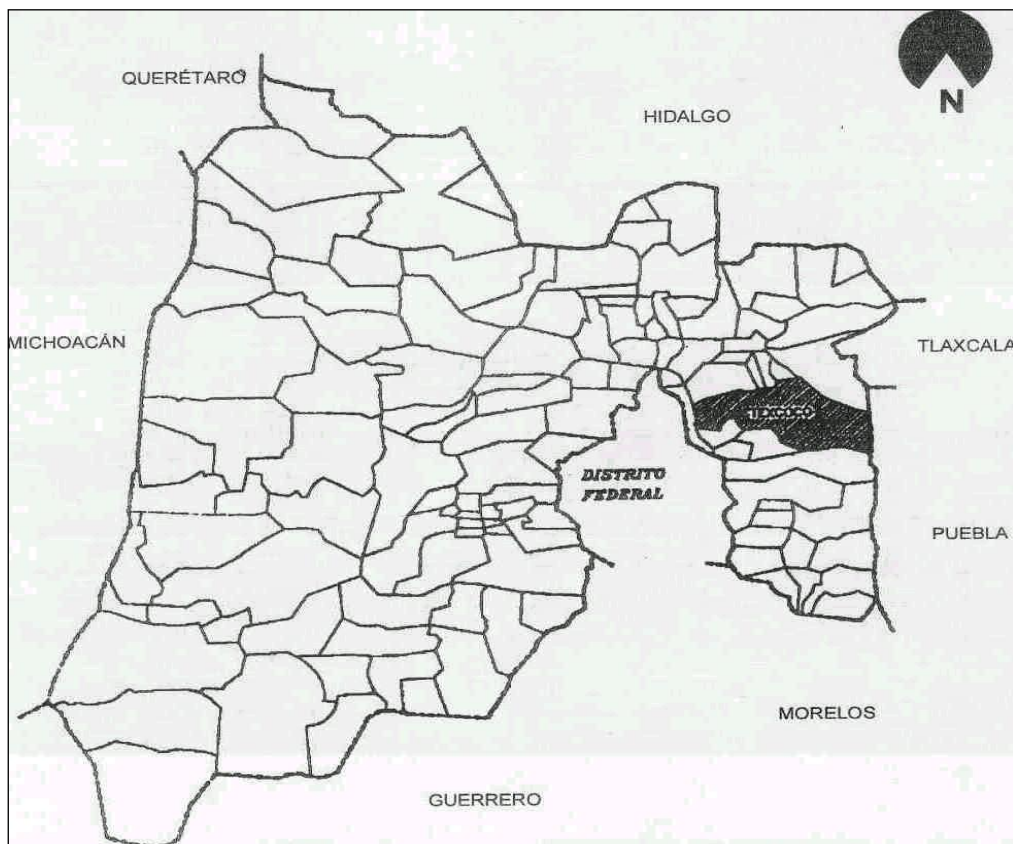 QUERÉTARO
HIDALGO
N
MICHOACÁN
TLAXCALA
TEXCOCO
DISTRITO
FEDERAL
PUEBLA
MORELOS
GUERRERO